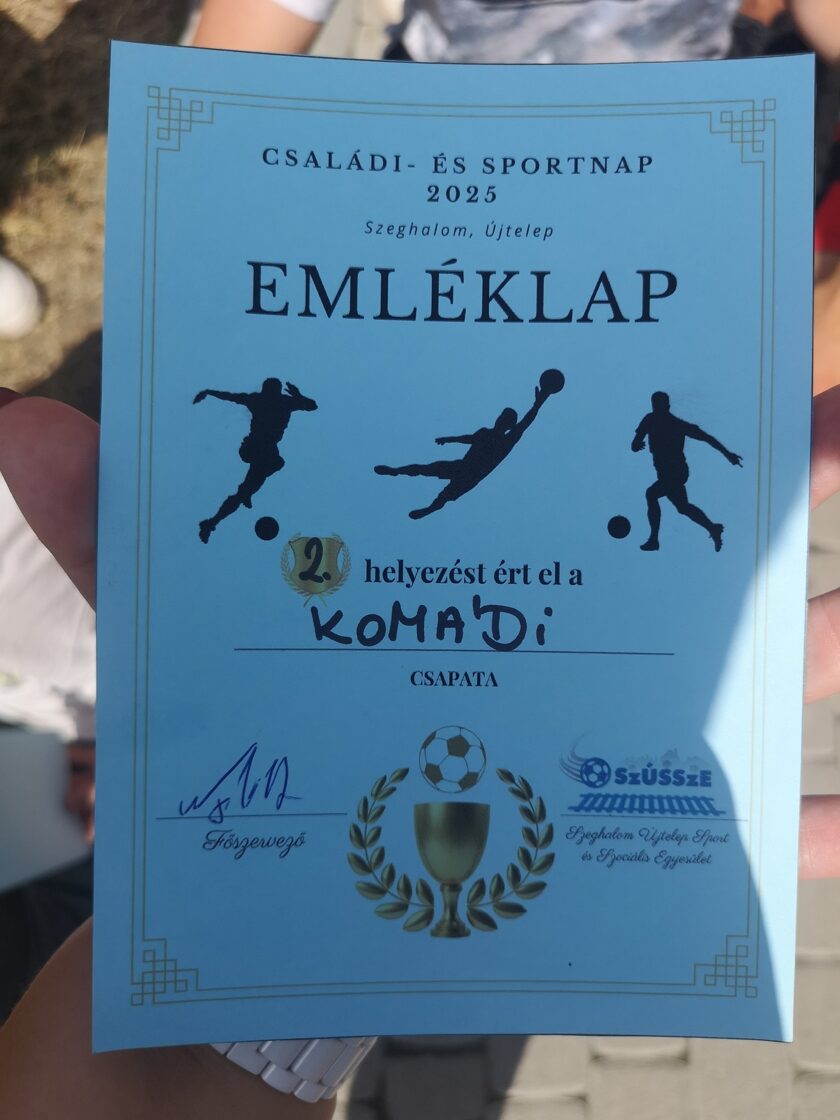 CSALÁDI- ÉS SPORTNAP
2025
Szeghalom, Újtelep
EMLÉKLAP
2. helyezést ért el a
KOMÁDi
CSAPATA
SzÚSSzE
Főszervező
Szeghalom Újtelep Sport
és Szociális Egyesület